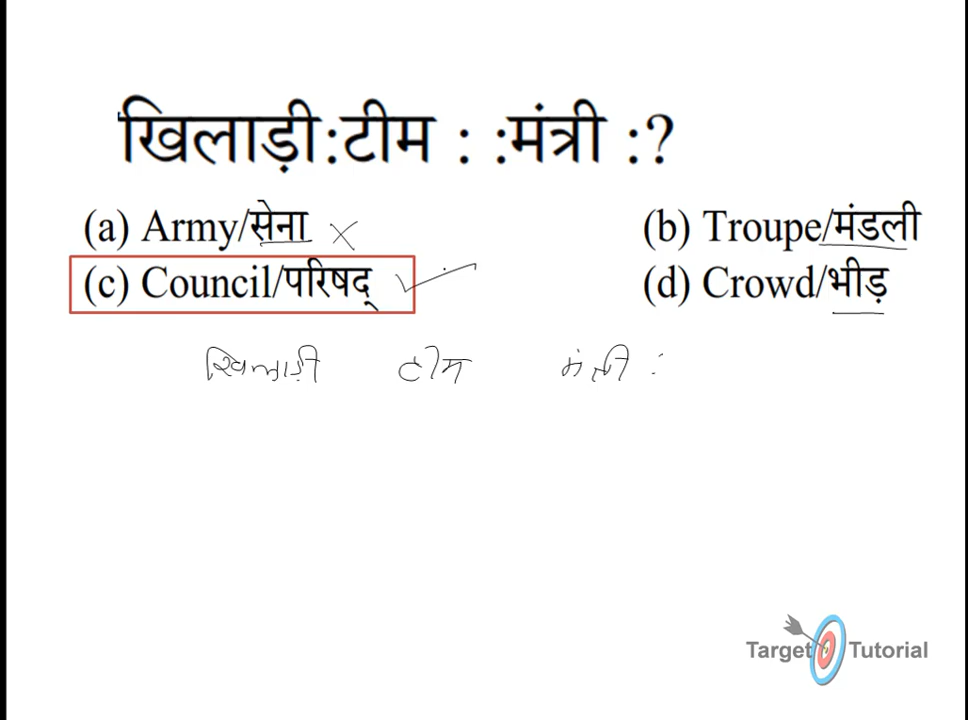 खिलाड़ी:टीम : :मंत्री :?
(a) Army/सेना (b) Troupe/मंडली
(c) Council/परिषद् (d) Crowd/भीड़
खिलाड़ी टीम मंत्री :
Target Tutorial